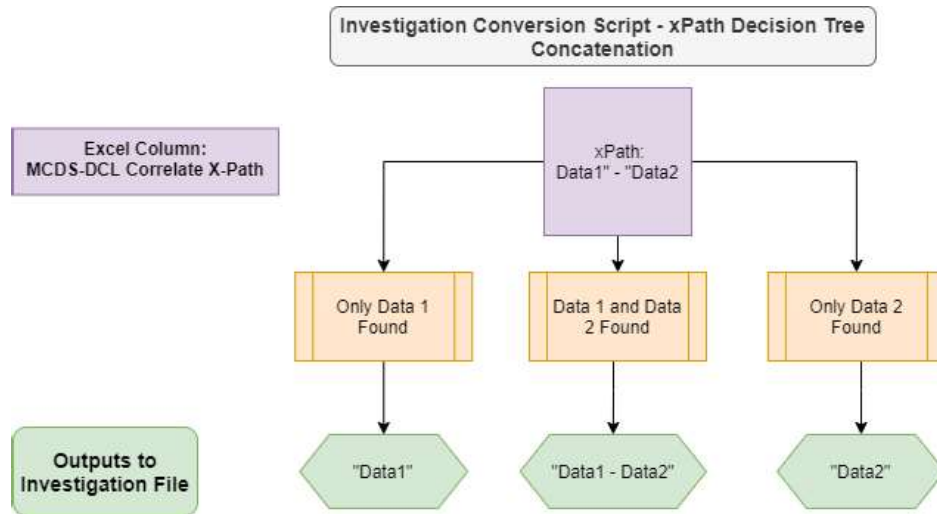 Investigation Conversion Script - xPath Decision Tree
Concatenation
Excel Column:
MCDS-DCL Correlate X-Path
xPath:
Data1" - "Data2
Only Data 1
Found
Data 1 and Data
2 Found
Only Data 2
Found
Outputs to
Investigation File
"Data1"
"Data1 - Data2"
"Data2"